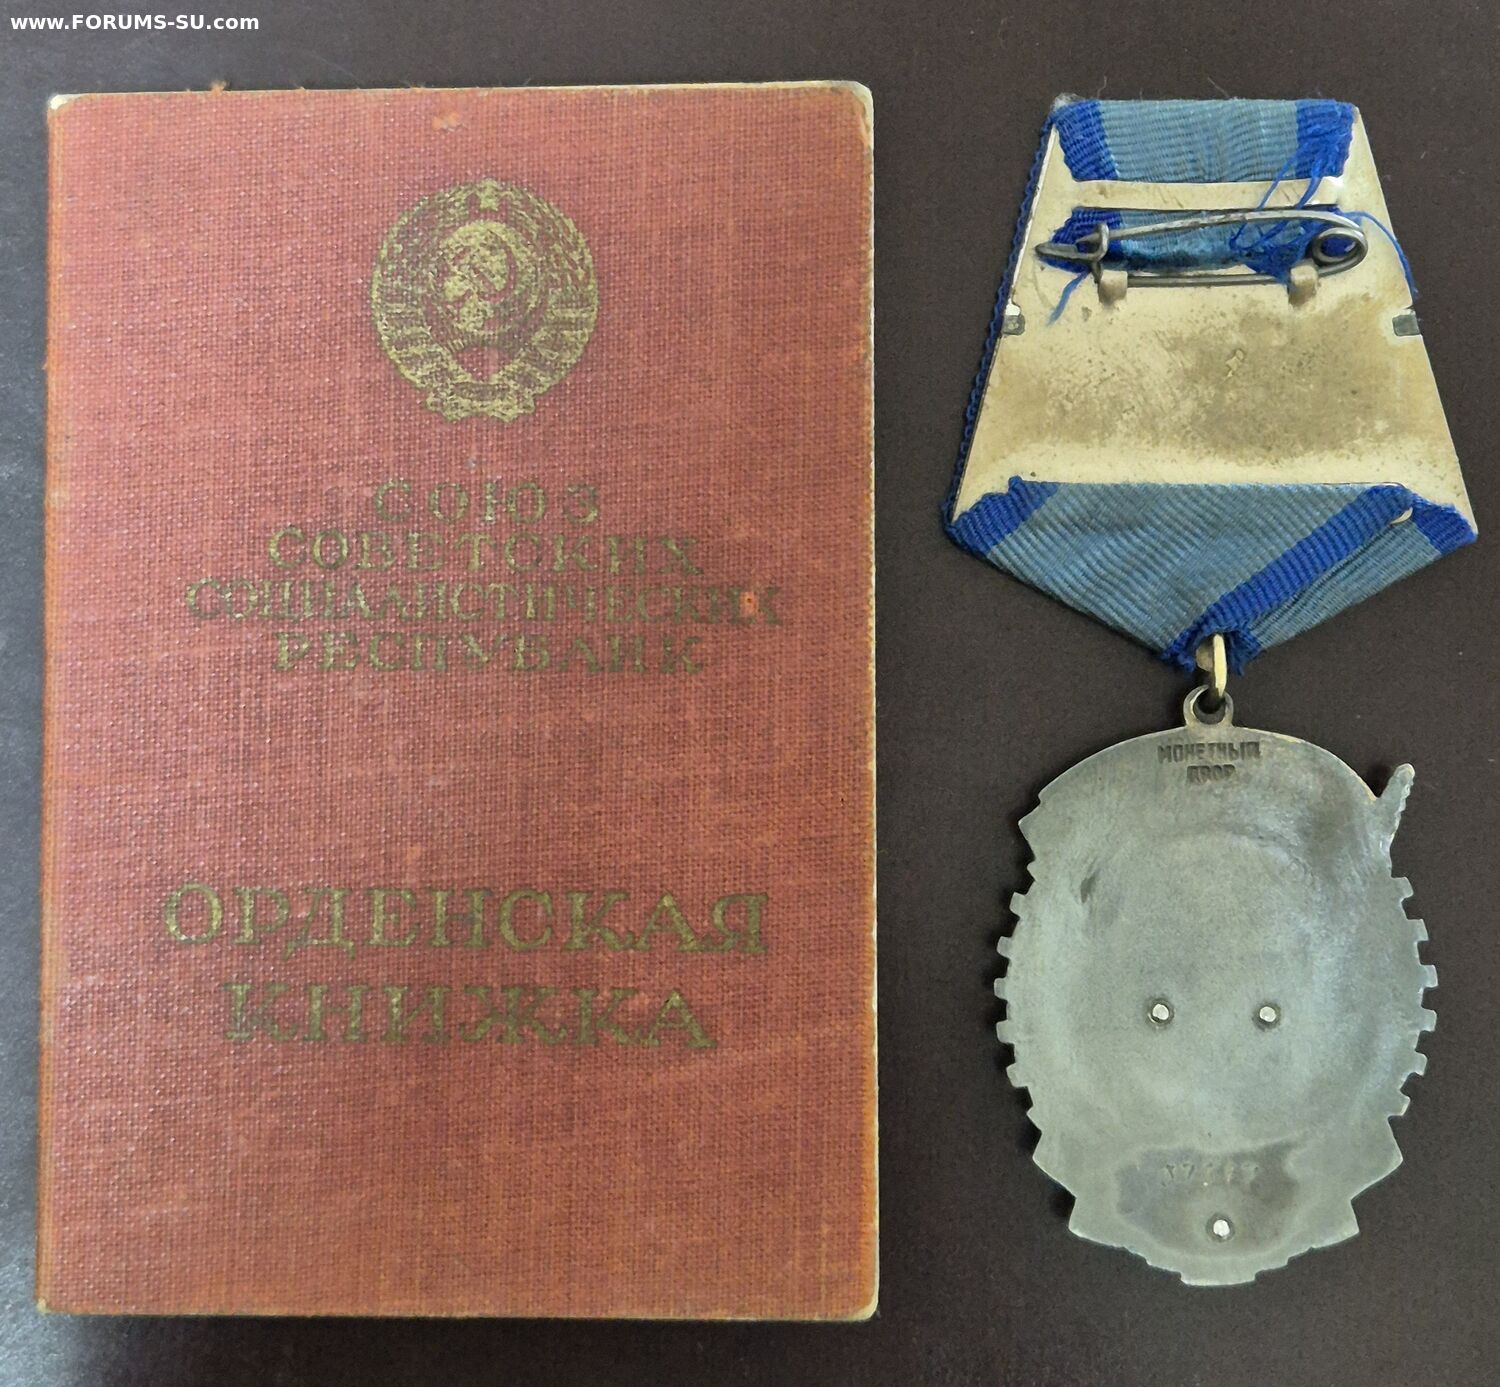 www.FORUMS-SU.com
СОЮЗ
СОВЕТСКИХ
СОЦИАЛИСТИЧЕСКИХ
РЕСПУБЛИК
ОРДЕНСКАЯ
КНИЖКА
МОНЕТНЫЙ
ДВОР